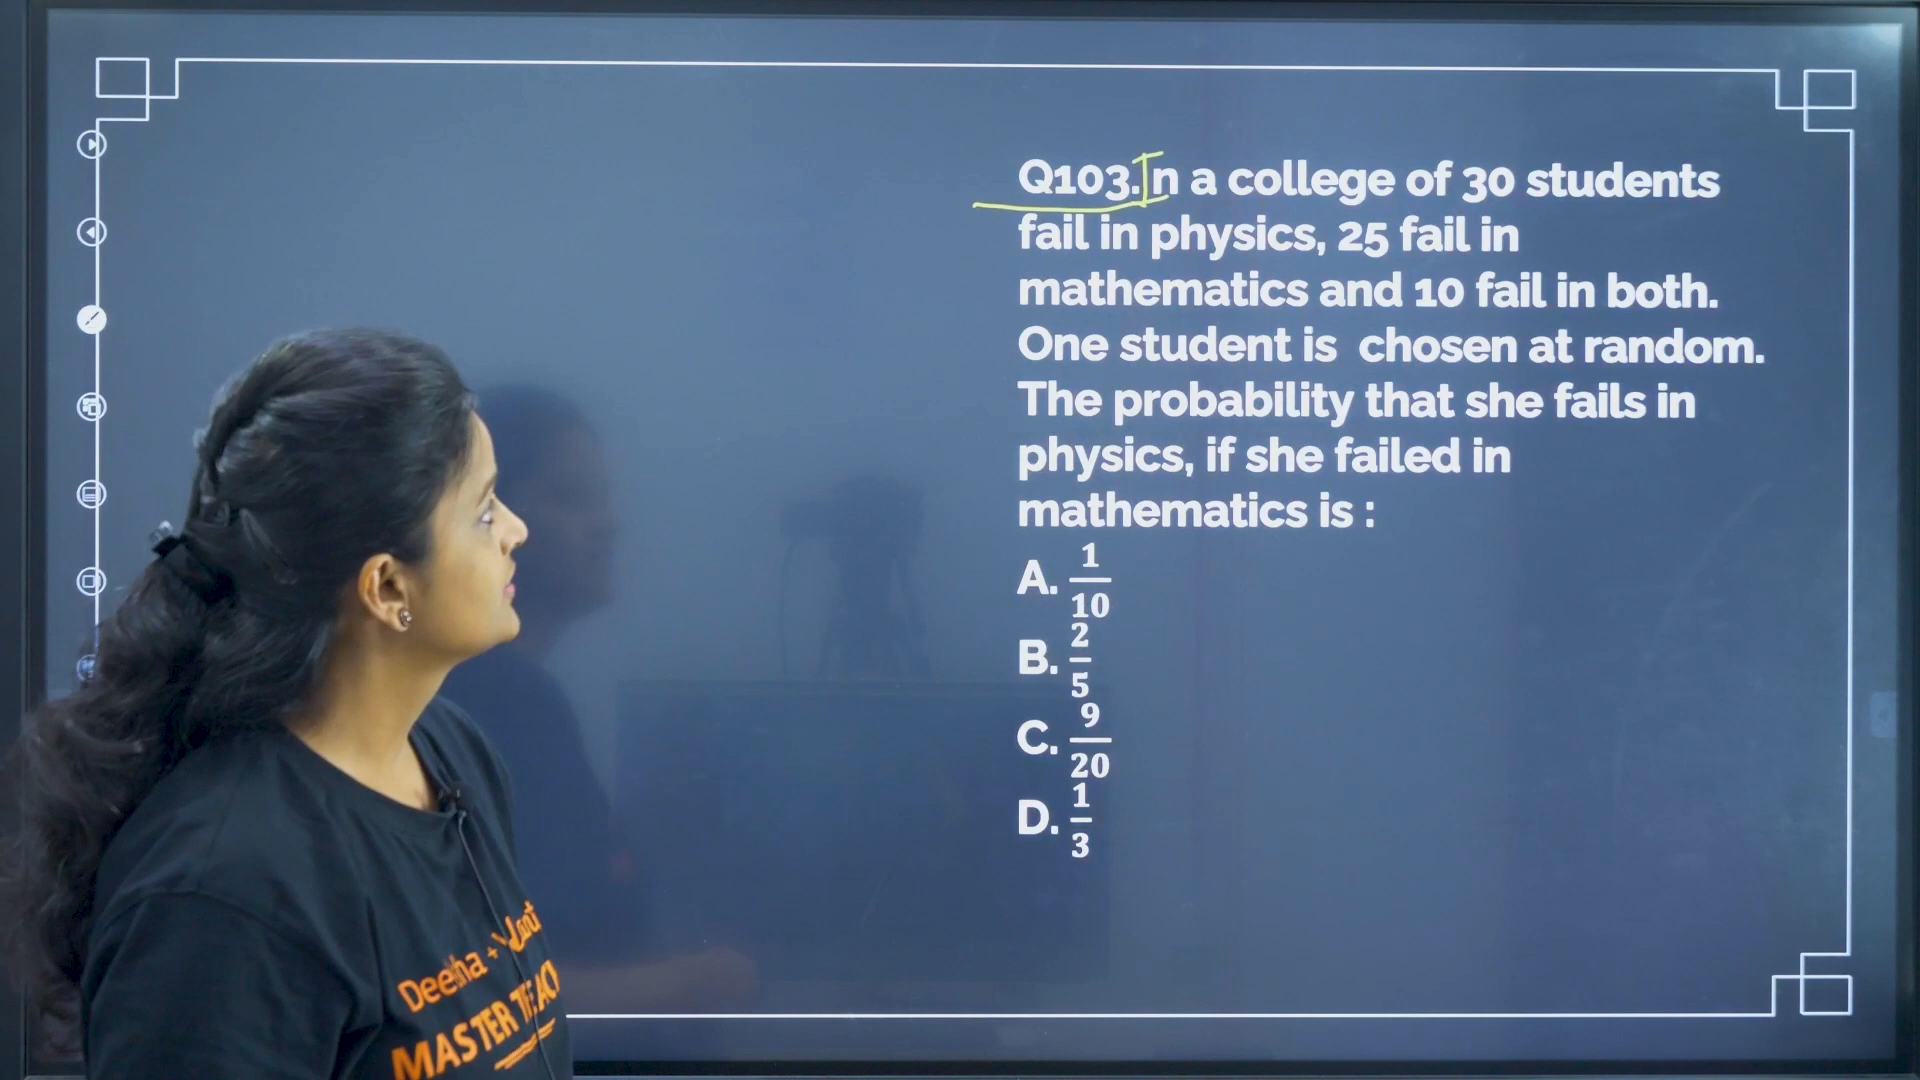 Q103.In a college of 30 students
fail in physics, 25 fail in
mathematics and 10 fail in both.
One student is chosen at random.
The probability that she fails in
physics, if she failed in
mathematics is :
A. 1/10
B. 2/5
C. 9/20
D. 1/3
MASTER